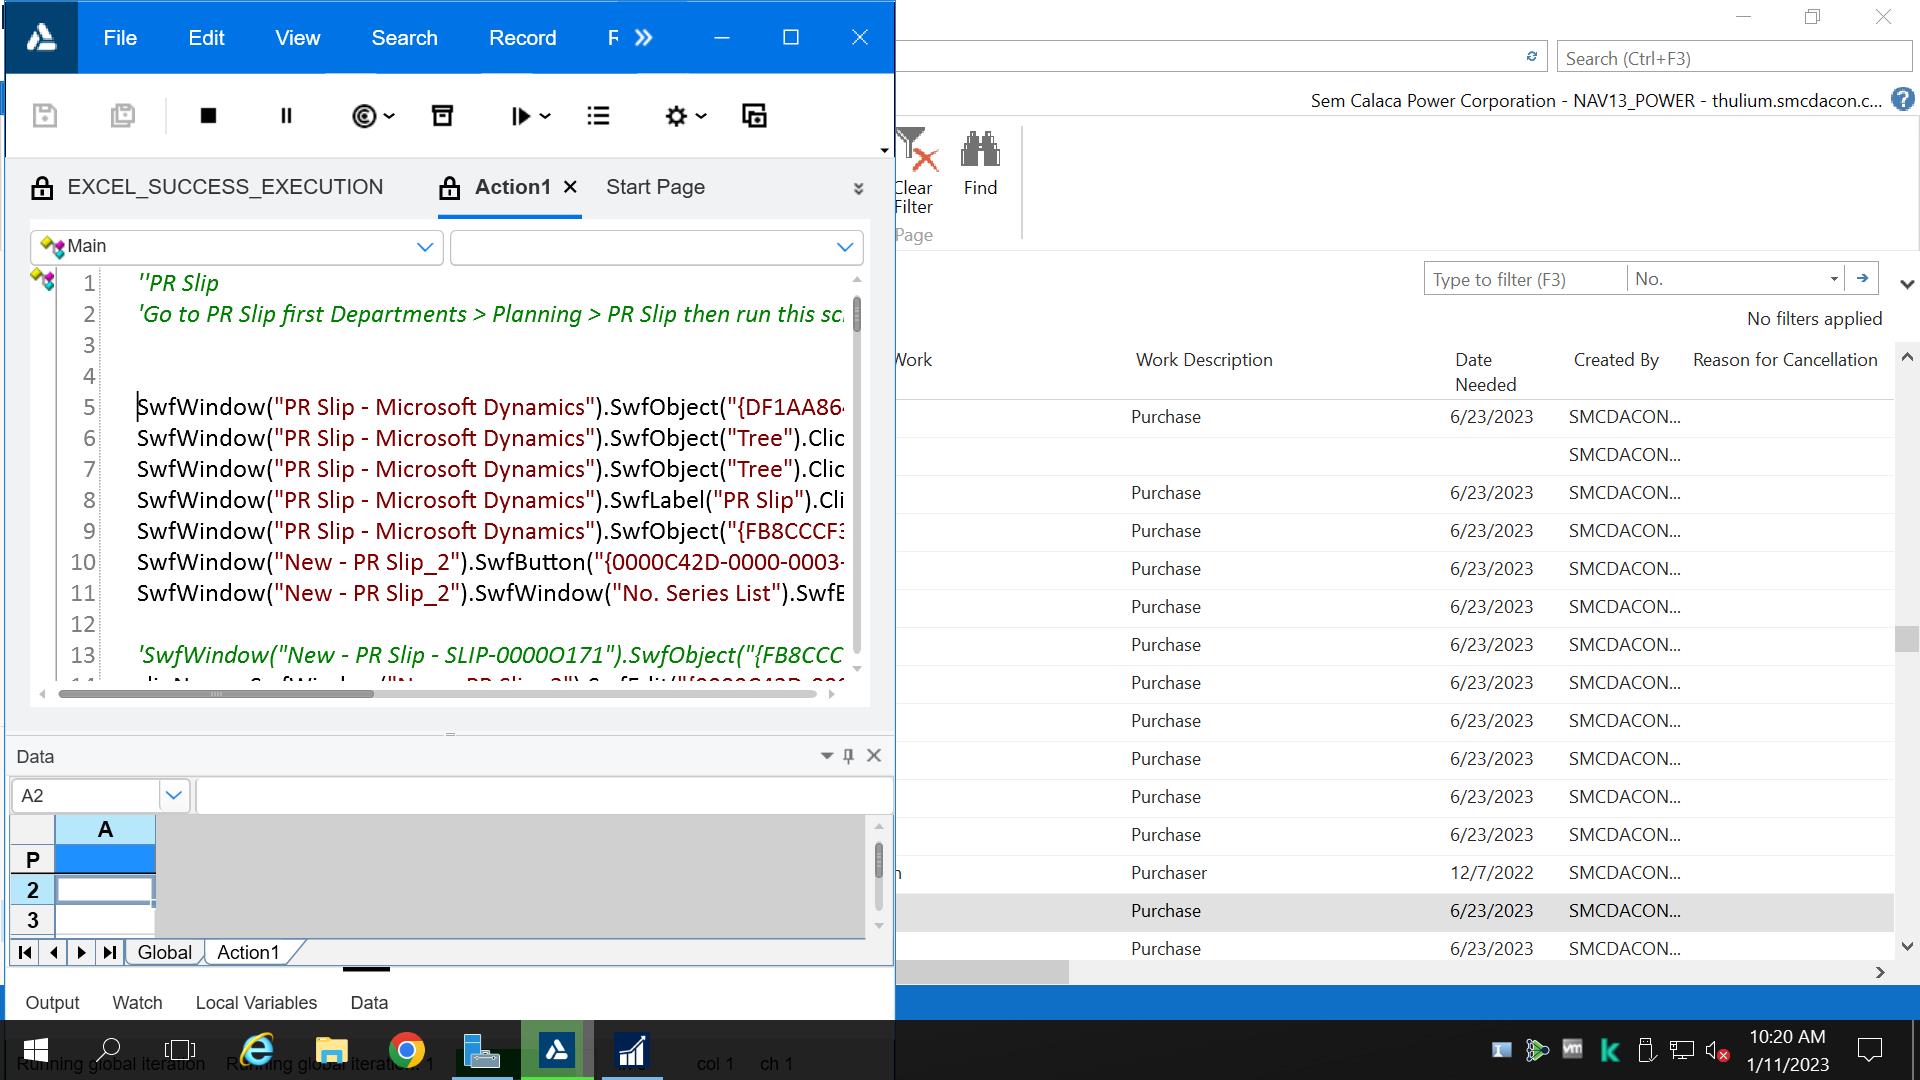 File Edit View Search Record
EXCEL_SUCCESS_EXECUTION Action1 Start Page
Main
1 ''PR Slip
2 'Go to PR Slip first Departments > Planning > PR Slip then run this sc
3
4
5 SwfWindow("PR Slip - Microsoft Dynamics").SwfObject("{DF1AA864
6 SwfWindow("PR Slip - Microsoft Dynamics").SwfObject("Tree").Clic
7 SwfWindow("PR Slip - Microsoft Dynamics").SwfObject("Tree").Clic
8 SwfWindow("PR Slip - Microsoft Dynamics").SwfLabel("PR Slip").Cli
9 SwfWindow("PR Slip - Microsoft Dynamics").SwfObject("{FB8CCCF3
10 SwfWindow("New - PR Slip_2").SwfButton("{0000C42D-0000-0003-
11 SwfWindow("New - PR Slip_2").SwfWindow("No. Series List").SwfE
12
13 'SwfWindow("New - PR Slip - SLIP-0000O171").SwfObject("{FB8CCC
Data
A2
A
P
2
3
Global Action1
Output Watch Local Variables Data
Running global iteration Running global iteration: 1 col 1 ch 1
Search (Ctrl+F3)
Sem Calaca Power Corporation - NAV13_POWER - thulium.smcdacon.c...
Clear Filter
Find
Page
Type to filter (F3) No.
No filters applied
Work Work Description Date Needed Created By Reason for Cancellation
Purchase 6/23/2023 SMCDACON...
SMCDACON...
Purchase 6/23/2023 SMCDACON...
Purchase 6/23/2023 SMCDACON...
Purchase 6/23/2023 SMCDACON...
Purchase 6/23/2023 SMCDACON...
Purchase 6/23/2023 SMCDACON...
Purchase 6/23/2023 SMCDACON...
Purchase 6/23/2023 SMCDACON...
Purchase 6/23/2023 SMCDACON...
Purchase 6/23/2023 SMCDACON...
Purchase 6/23/2023 SMCDACON...
Purchaser 12/7/2022 SMCDACON...
Purchase 6/23/2023 SMCDACON...
Purchase 6/23/2023 SMCDACON...
10:20 AM
1/11/2023